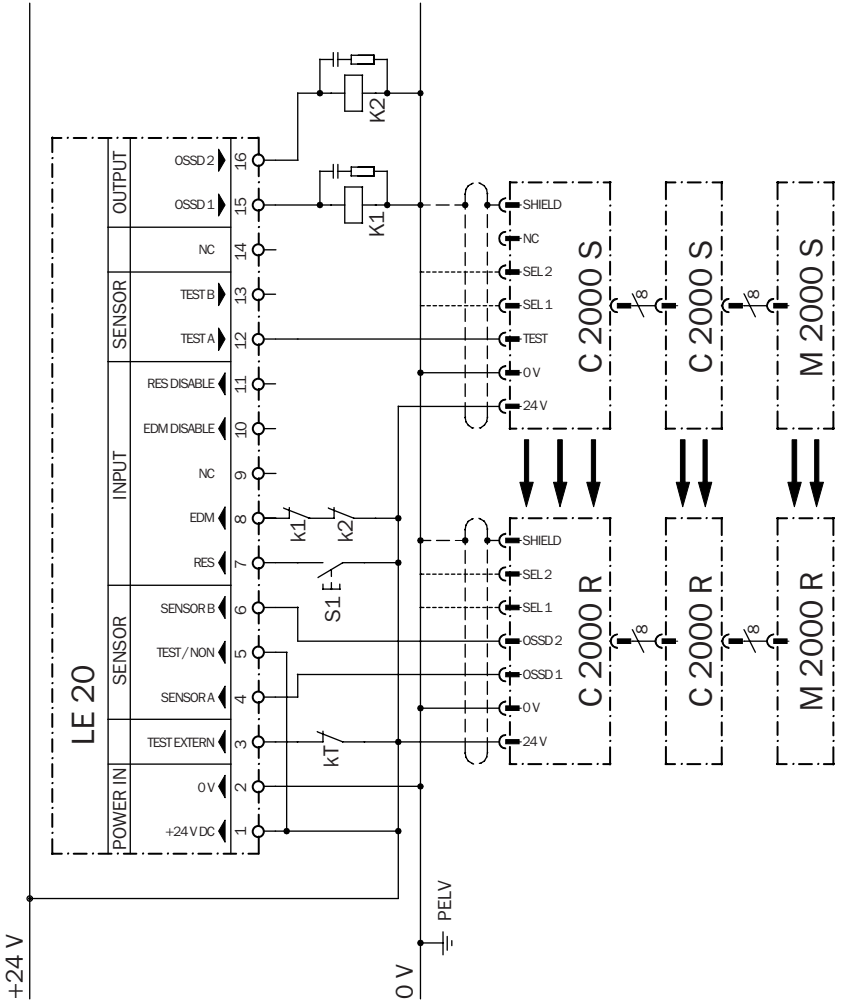 +24 V
LE 20
POWER IN
SENSOR
INPUT
SENSOR
OUTPUT
+24 V DC
0 V
TEST EXTERN
SENSOR A
TEST / NON
SENSOR B
RES
EDM
NC
EDM DISABLE
RES DISABLE
TEST A
TEST B
NC
OSSD 1
OSSD 2
1
2
3
4
5
6
7
8
9
10
11
12
13
14
15
16
kT
S1
k1
k2
K1
K2
0 V
PELV
24 V
0 V
OSSD 1
OSSD 2
SEL 1
SEL 2
SHIELD
C 2000 R
8
C 2000 R
8
M 2000 R
24 V
0 V
TEST
SEL 1
SEL 2
NC
SHIELD
C 2000 S
8
C 2000 S
8
M 2000 S